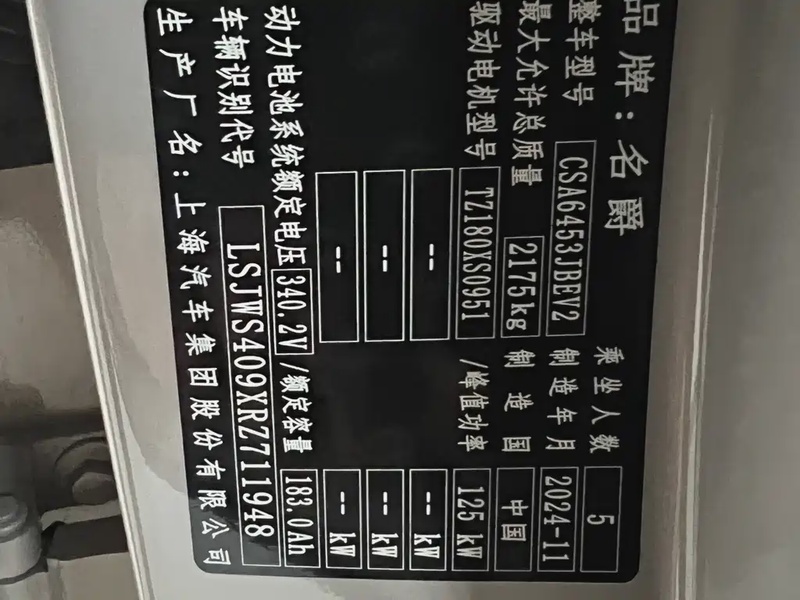 品牌：名爵
整车型号 CSA6453JBEV2 乘坐人数 5
最大允许总质量 2175kg 制造年月 2024-11
驱动电机型号 TZ180XS0951 制造国 中国
/峰值功率 125 kW
-- -- kW
-- -- kW
-- -- kW
动力电池系统额定电压 340.2V /额定容量 183.0Ah
车辆识别代号 LSJWS409XRZ711948
生产厂名：上海汽车集团股份有限公司